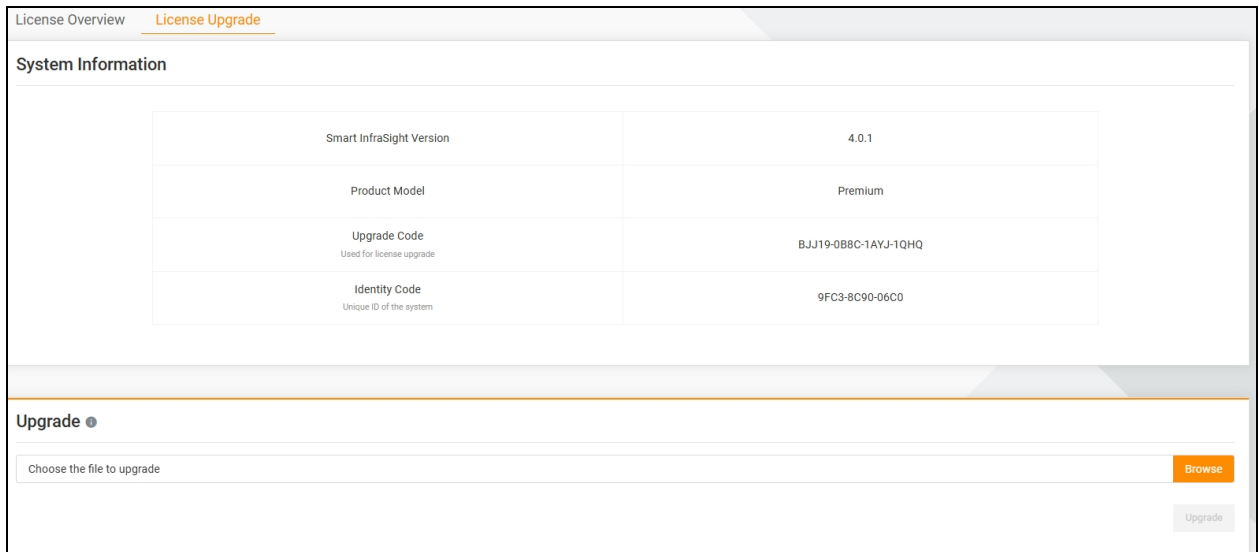 License Overview License Upgrade
System Information
Smart InfraSight Version 4.0.1
Product Model Premium
Upgrade Code
Used for license upgrade
BJJ19-0B8C-1AYJ-1QHQ
Identity Code
Unique ID of the system
9FC3-8C90-06C0
Upgrade
Choose the file to upgrade Browse
Upgrade